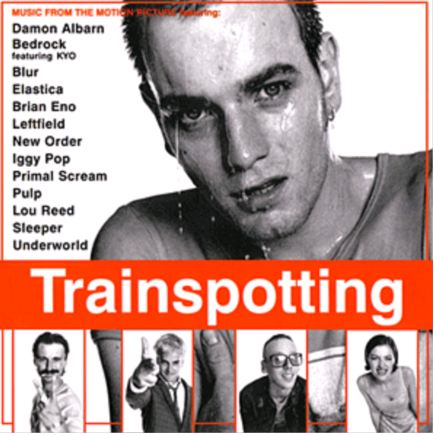 MUSIC FROM THE MOTION PICTURE featuring:
Damon Albarn
Bedrock
featuring KYO
Blur
Elastica
Brian Eno
Leftfield
New Order
Iggy Pop
Primal Scream
Pulp
Lou Reed
Sleeper
Underworld
Trainspotting